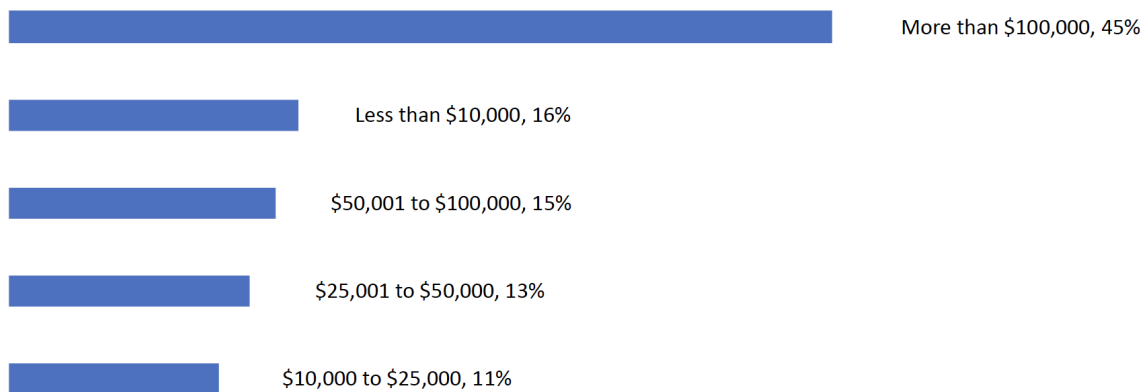 More than $100,000, 45%
Less than $10,000, 16%
$50,001 to $100,000, 15%
$25,001 to $50,000, 13%
$10,000 to $25,000, 11%